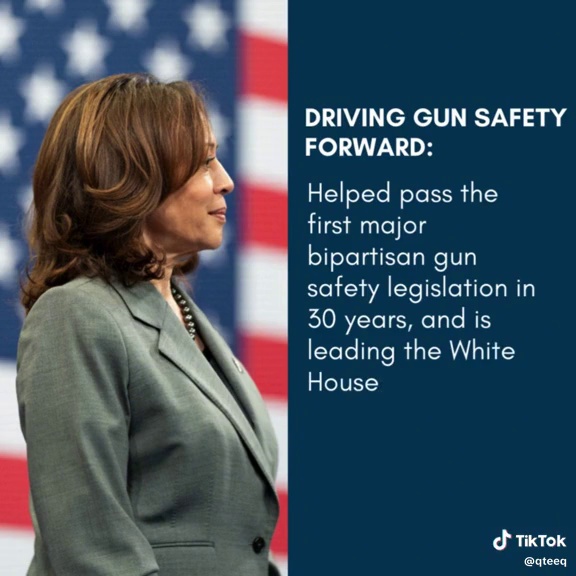 DRIVING GUN SAFETY
FORWARD:
Helped pass the
first major
bipartisan gun
safety legislation in
30 years, and is
leading the White
House
TikTok
@qteeq